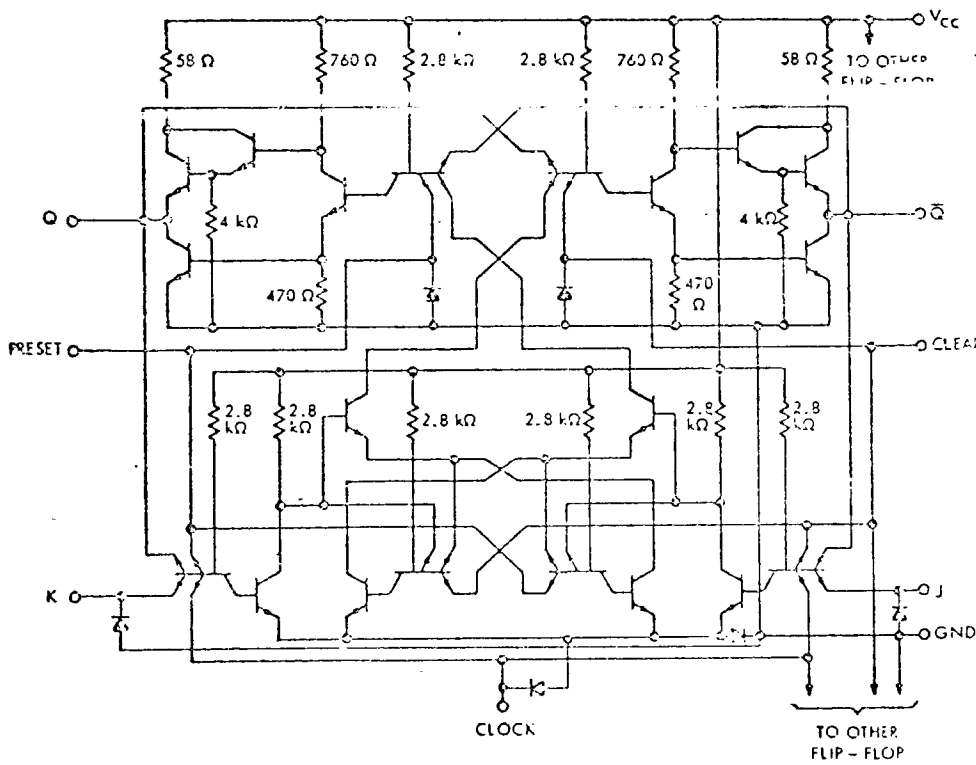 V_CC
58 Ω
760 Ω
2.8 kΩ
2.8 kΩ
760 Ω
58 Ω
TO OTHER
FLIP - FLOP
Q
4 kΩ
4 kΩ
Q̄
470 Ω
470
Ω
PRESET
CLEAR
2.8
kΩ
2.8
kΩ
2.8 kΩ
2.8 kΩ
2.8
kΩ
2.8
kΩ
K
J
GND
CLOCK
TO OTHER
FLIP - FLOP